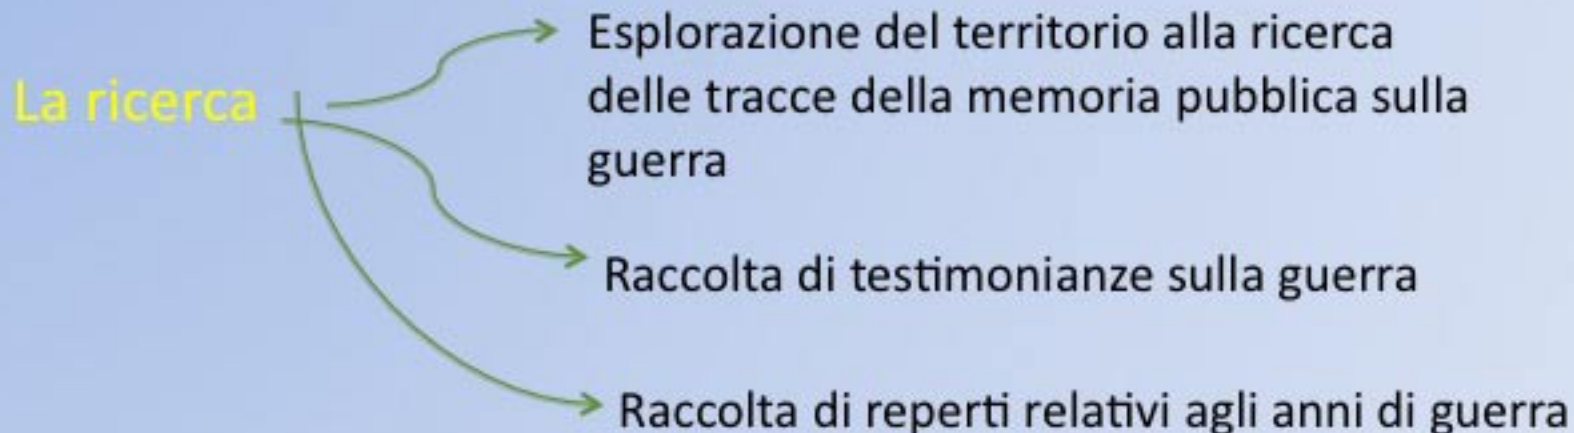 La ricerca
Esplorazione del territorio alla ricerca
delle tracce della memoria pubblica sulla
guerra
Raccolta di testimonianze sulla guerra
Raccolta di reperti relativi agli anni di guerra